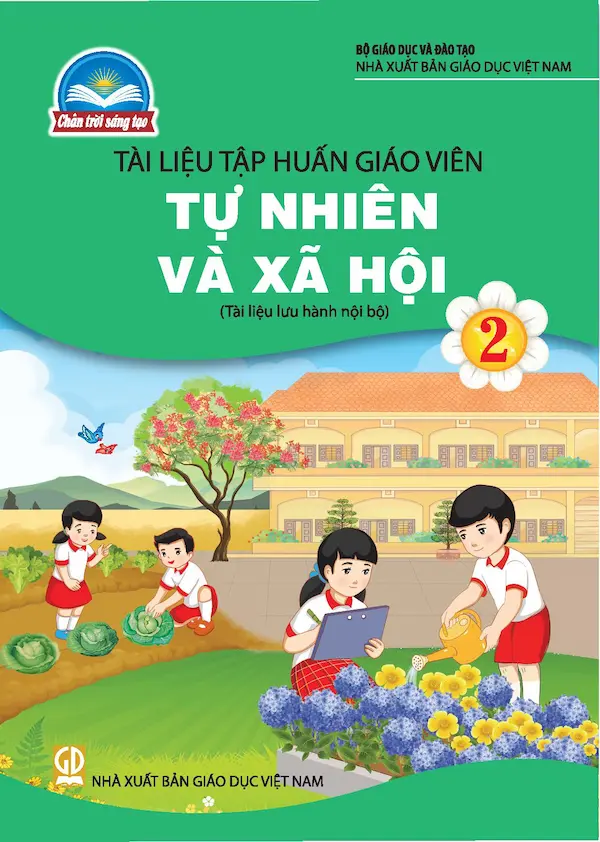 BỘ GIÁO DỤC VÀ ĐÀO TẠO
NHÀ XUẤT BẢN GIÁO DỤC VIỆT NAM
Chân trời sáng tạo
TÀI LIỆU TẬP HUẤN GIÁO VIÊN
TỰ NHIÊN
VÀ XÃ HỘI
(Tài liệu lưu hành nội bộ)
2
GD
NHÀ XUẤT BẢN GIÁO DỤC VIỆT NAM